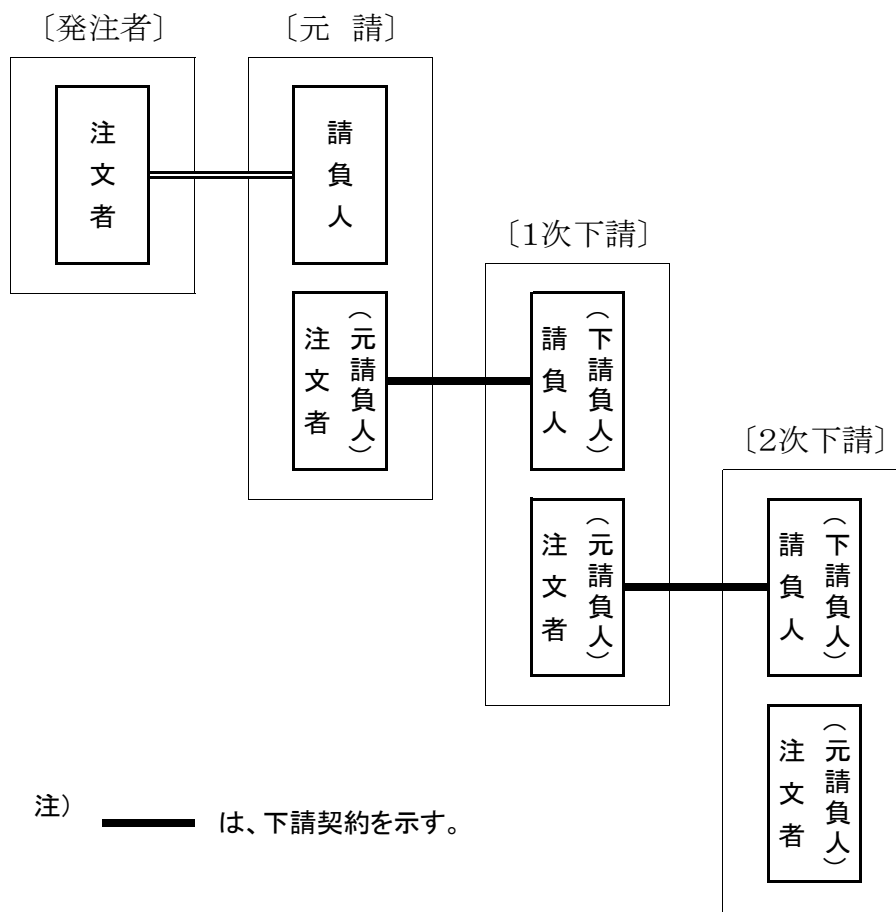 〔発注者〕
〔元 請〕
注文者
請負人
〔1次下請〕
注文者
（元請負人）
請負人
（下請負人）
〔2次下請〕
注文者
（元請負人）
請負人
（下請負人）
注文者
（元請負人）
注） は、下請契約を示す。